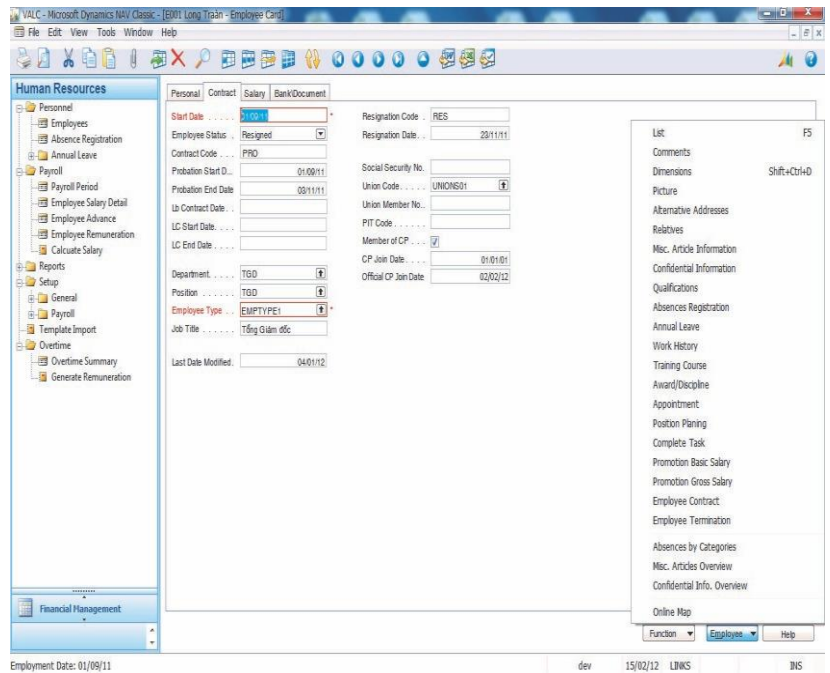 VALC - Microsoft Dynamics NAV Classic - [E001 Long Traàn - Employee Card]
File Edit View Tools Window Help
Human Resources
Personnel
Employees
Absence Registration
Annual Leave
Payroll
Payroll Period
Employee Salary Detail
Employee Advance
Employee Remuneration
Calcuate Salary
Reports
Setup
General
Payroll
Template Import
Overtime
Overtime Summary
Generate Remuneration
Financial Management
Personal Contract Salary Bank\Document
Start Date . . . . . 01/09/11 *
Employee Status . Resigned
Contract Code . . . PRO
Probation Start D... 01/09/11
Probation End Date 03/11/11
Lb Contract Date. .
LC Start Date. . . .
LC End Date . . . .
Department. . . . . TGD
Position . . . . . . TGD
Employee Type . . EMPTYPE1 *
Job Title . . . . . . Tổng Giám đốc
Last Date Modified. 04/01/12
Resignation Code . RES
Resignation Date. . 23/11/11
Social Security No.
Union Code. . . . . UNIONS01
Union Member No..
PIT Code . . . . . .
Member of CP . . .
CP Join Date . . . . 01/01/01
Official CP Join Date 02/02/12
List F5
Comments
Dimensions Shift+Ctrl+D
Picture
Alternative Addresses
Relatives
Misc. Article Information
Confidential Information
Qualifications
Absences Registration
Annual Leave
Work History
Training Course
Award/Discipline
Appointment
Position Planing
Complete Task
Promotion Basic Salary
Promotion Gross Salary
Employee Contract
Employee Termination
Absences by Categories
Misc. Articles Overview
Confidential Info. Overview
Online Map
Function Employee Help
Employment Date: 01/09/11 dev 15/02/12 LINKS INS